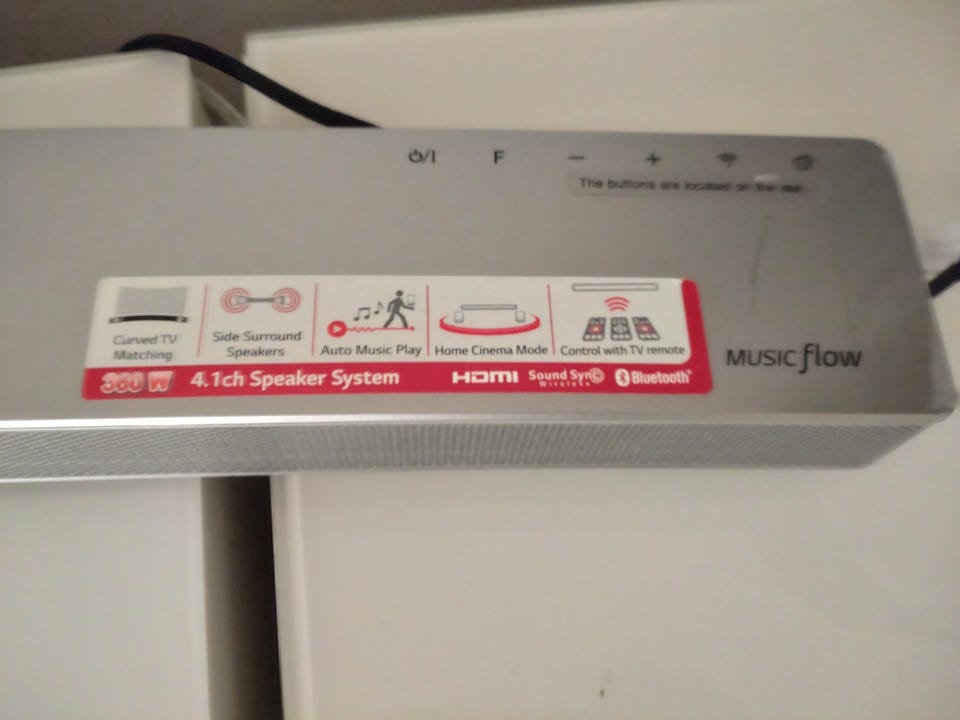 ⏻/I F − +
The buttons are located on the rear
Curved TV Matching
Side Surround Speakers
Auto Music Play
Home Cinema Mode
Control with TV remote
360 W 4.1ch Speaker System HDMI Sound Sync Wireless Bluetooth
MUSIC flow